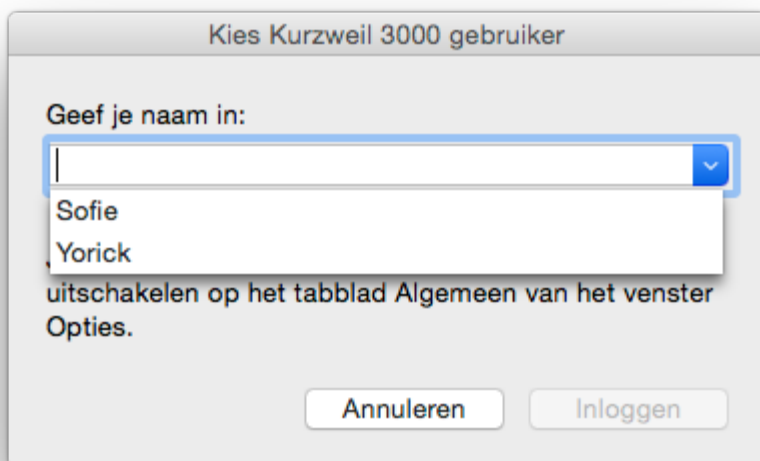 Kies Kurzweil 3000 gebruiker
Geef je naam in:
Sofie
Yorick
uitschakelen op het tabblad Algemeen van het venster
Opties.
Annuleren
Inloggen